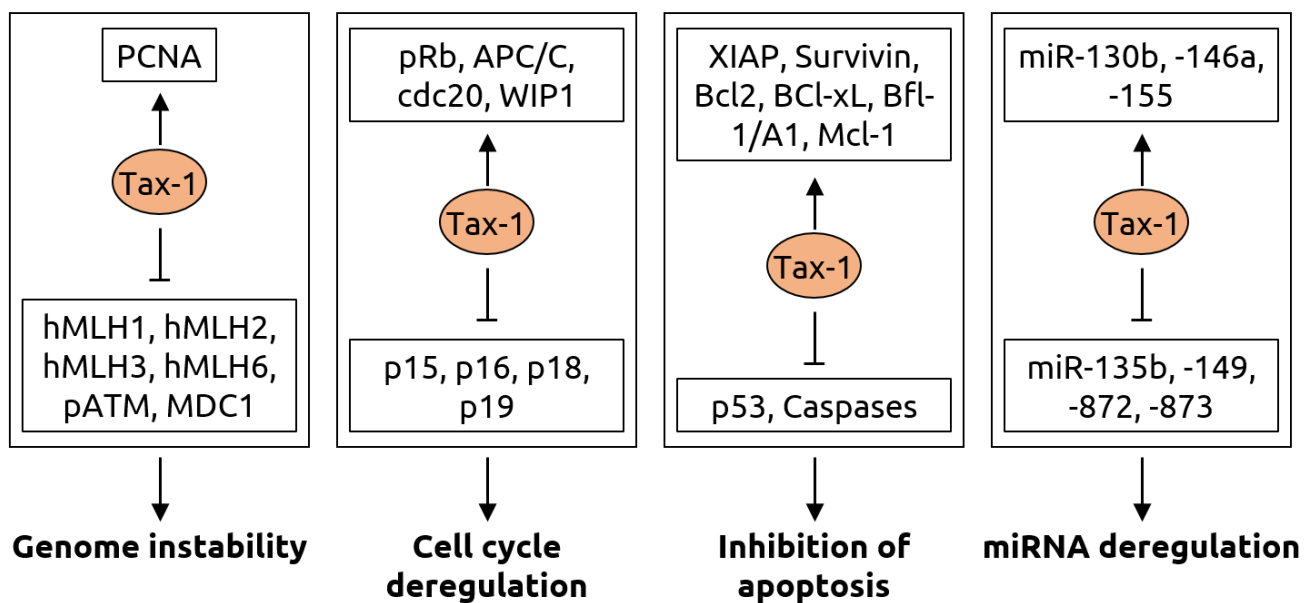 PCNA
Tax-1
hMLH1, hMLH2,
hMLH3, hMLH6,
pATM, MDC1
Genome instability
pRb, APC/C,
cdc20, WIP1
Tax-1
p15, p16, p18,
p19
Cell cycle
deregulation
XIAP, Survivin,
Bcl2, BCl-xL, Bfl-
1/A1, Mcl-1
Tax-1
p53, Caspases
Inhibition of
apoptosis
miR-130b, -146a,
-155
Tax-1
miR-135b, -149,
-872, -873
miRNA deregulation